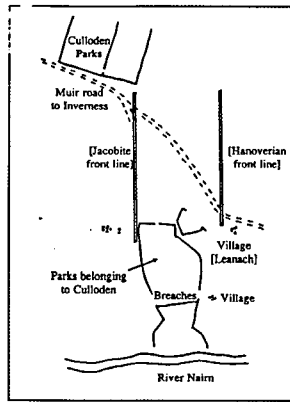 Culloden
Parks
Muir road
to Inverness
[Jacobite
front line]
[Hanoverian
front line]
Village
[Leanach]
Parks belonging
to Culloden
Breaches
Village
River Nairn